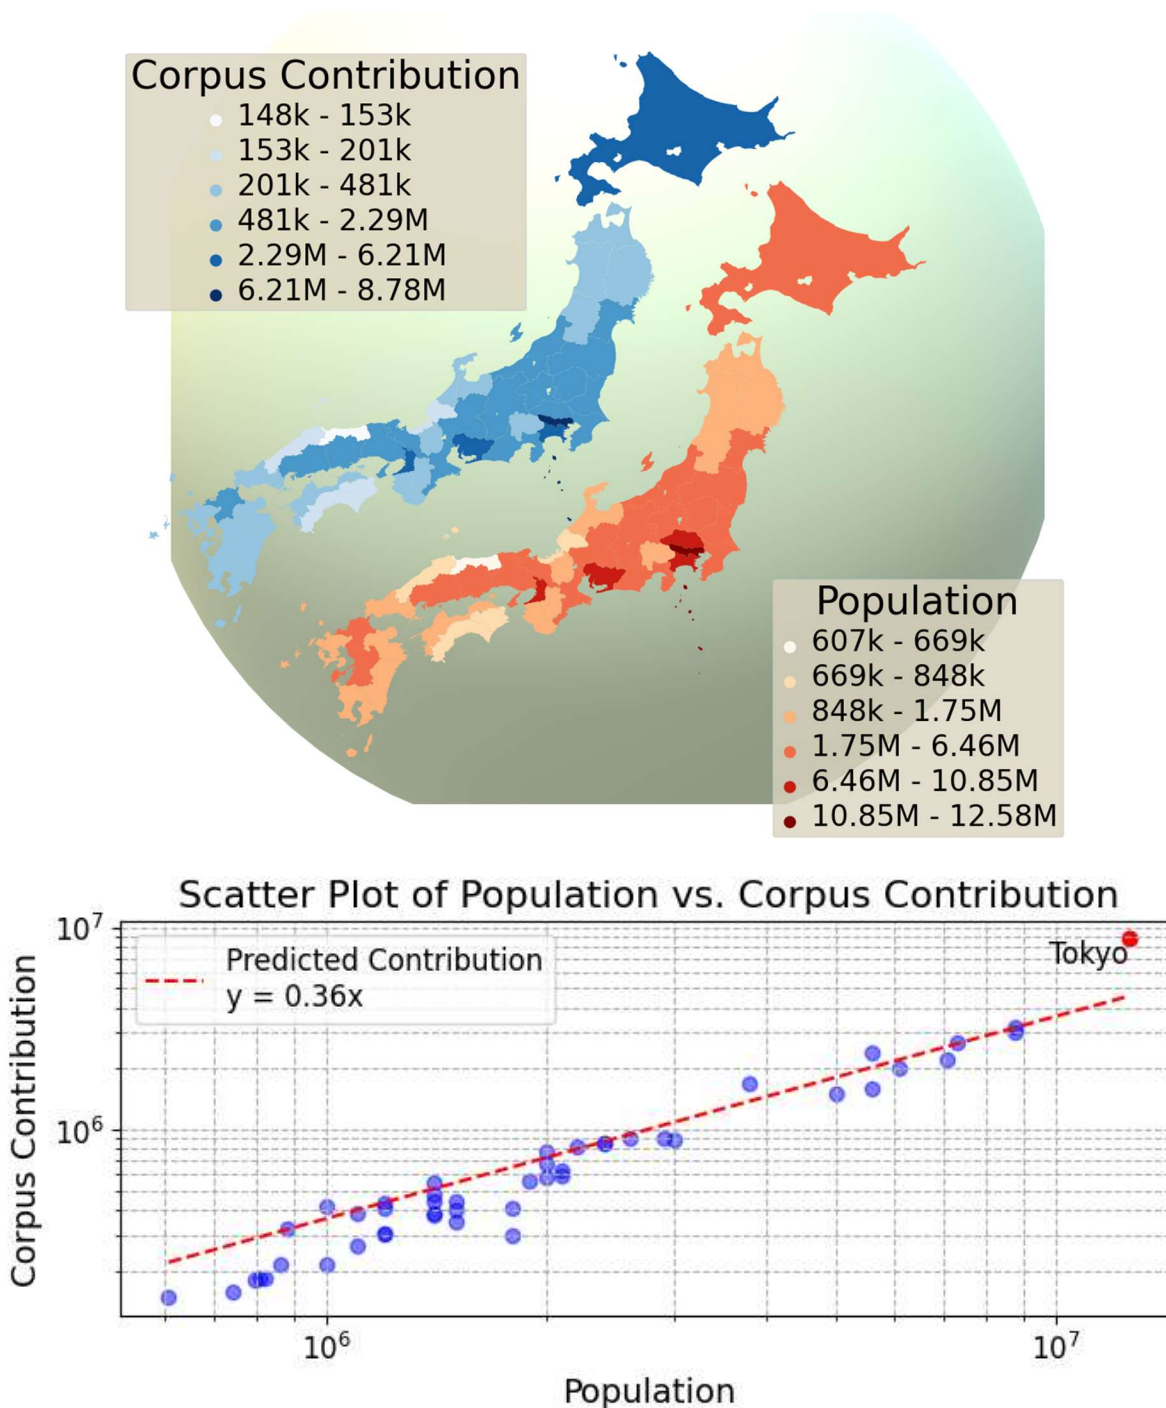 Corpus Contribution
148k - 153k
153k - 201k
201k - 481k
481k - 2.29M
2.29M - 6.21M
6.21M - 8.78M
Population
607k - 669k
669k - 848k
848k - 1.75M
1.75M - 6.46M
6.46M - 10.85M
10.85M - 12.58M
Scatter Plot of Population vs. Corpus Contribution
Corpus Contribution
10⁷
10⁶
Predicted Contribution
y = 0.36x
Tokyo
10⁶
10⁷
Population